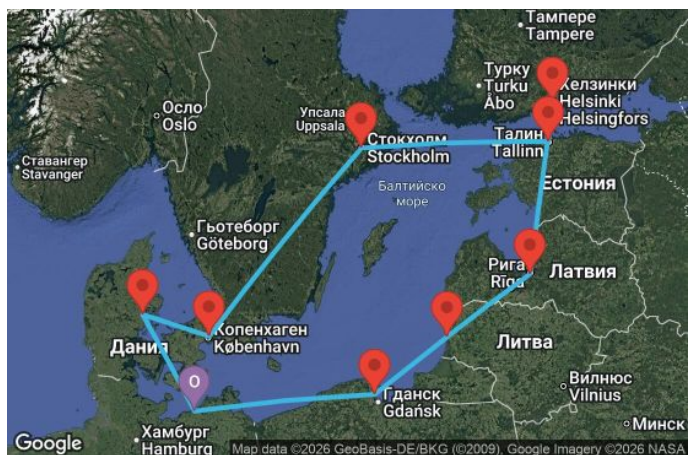 Тампере
Tampere
Турку
Turku
Åbo
Хелзинки
Helsinki
Helsingfors
Осло
Oslo
Упсала
Uppsala
Стокхолм
Stockholm
Талин
Tallinn
Ставангер
Stavanger
Балтийско
море
ЕСТОНИЯ
Гьотеборг
Göteborg
Рига
Rīga
ЛАТВИЯ
Дания
Копенхаген
København
ЛИТВА
O
Гданск
Gdańsk
Вилнюс
Vilnius
Минск
Хамбург
Hamburg
Google
Map data ©2026 GeoBasis-DE/BKG (©2009), Google Imagery ©2026 NASA